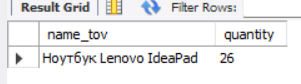 Result Grid Filter Rows:
name_tov quantity
Ноутбук Lenovo IdeaPad 26